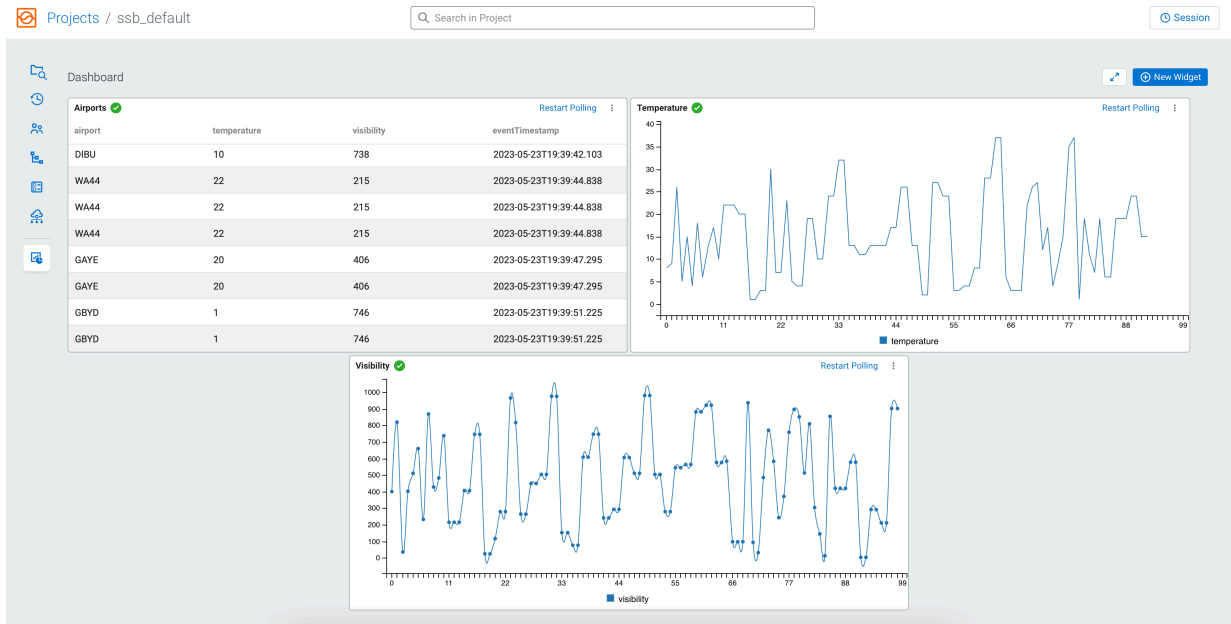 Projects / ssb_default
Search in Project
Session
Dashboard
New Widget
Airports
Restart Polling
airport temperature visibility eventTimestamp
DIBU 10 738 2023-05-23T19:39:42.103
WA44 22 215 2023-05-23T19:39:44.838
WA44 22 215 2023-05-23T19:39:44.838
WA44 22 215 2023-05-23T19:39:44.838
GAYE 20 406 2023-05-23T19:39:47.295
GAYE 20 406 2023-05-23T19:39:47.295
GBYD 1 746 2023-05-23T19:39:51.225
GBYD 1 746 2023-05-23T19:39:51.225
Temperature
Restart Polling
40
35
30
25
20
15
10
5
0
0 11 22 33 44 55 66 77 88 99
temperature
Visibility
Restart Polling
1000
900
800
700
600
500
400
300
200
100
0
0 11 22 33 44 55 66 77 88 99
visibility